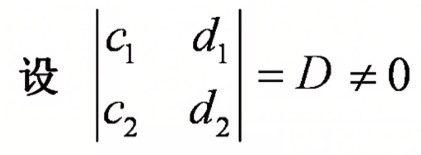 设 | c₁ d₁ |
| c₂ d₂ | = D ≠ 0